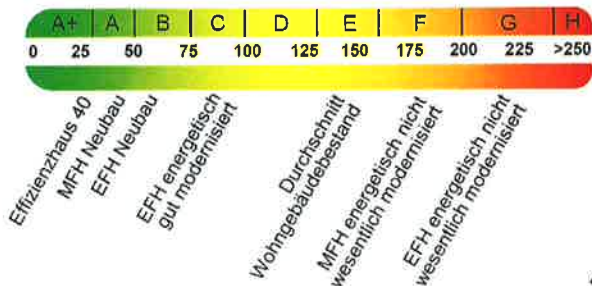 A+ A B C D E F G H
0 25 50 75 100 125 150 175 200 225 >250
Effizienzhaus 40
MFH Neubau
EFH Neubau
EFH energetisch
gut modernisiert
Durchschnitt
Wohngebäudebestand
MFH energetisch nicht
wesentlich modernisiert
EFH energetisch nicht
wesentlich modernisiert